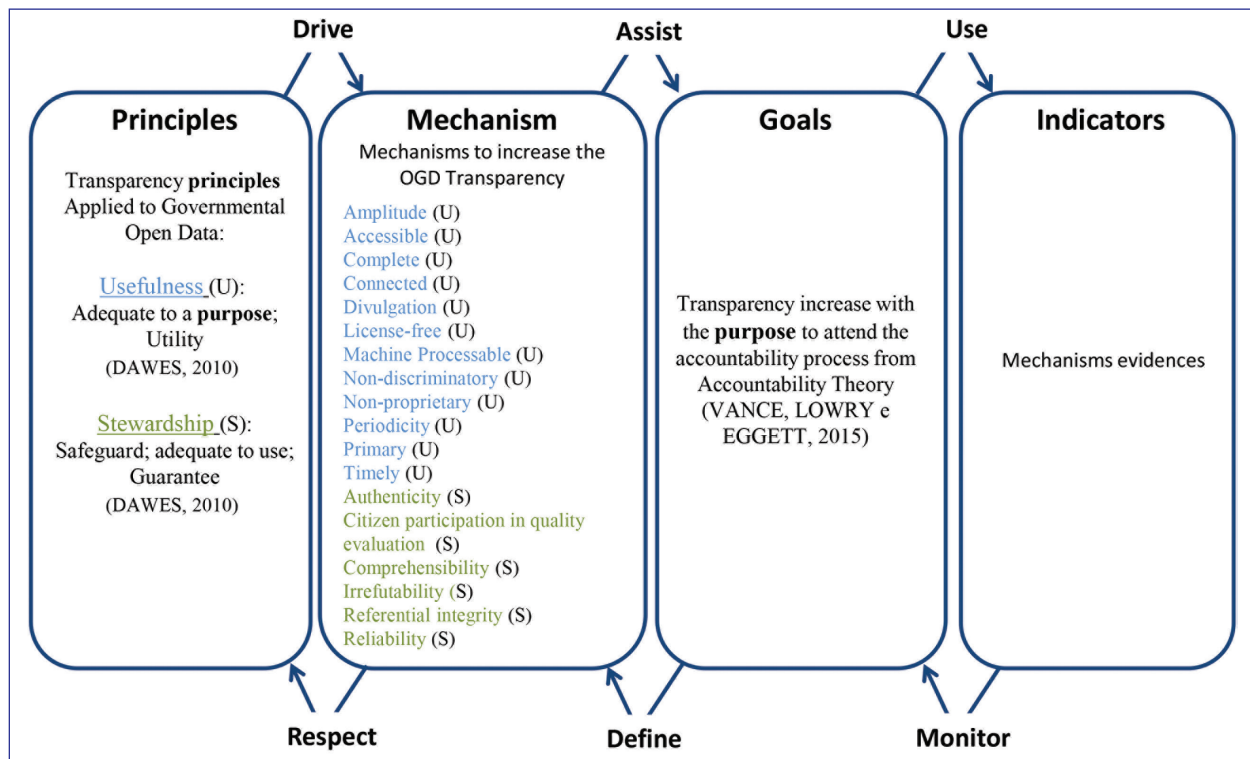 Drive
Assist
Use
Principles
Transparency principles
Applied to Governmental
Open Data:
Usefulness (U):
Adequate to a purpose;
Utility
(DAWES, 2010)
Stewardship (S):
Safeguard; adequate to use;
Guarantee
(DAWES, 2010)
Mechanism
Mechanisms to increase the
OGD Transparency
Amplitude (U)
Accessible (U)
Complete (U)
Connected (U)
Divulgation (U)
License-free (U)
Machine Processable (U)
Non-discriminatory (U)
Non-proprietary (U)
Periodicity (U)
Primary (U)
Timely (U)
Authenticity (S)
Citizen participation in quality
evaluation (S)
Comprehensibility (S)
Irrefutability (S)
Referential integrity (S)
Reliability (S)
Goals
Transparency increase with
the purpose to attend the
accountability process from
Accountability Theory
(VANCE, LOWRY e
EGGETT, 2015)
Indicators
Mechanisms evidences
Respect
Define
Monitor